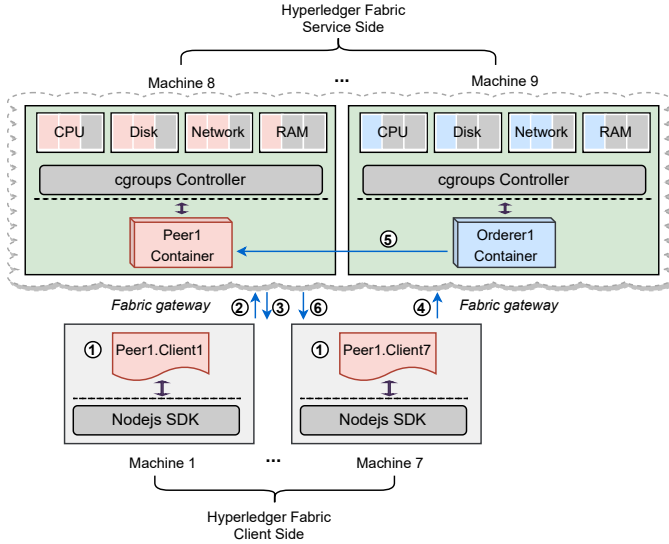 Hyperledger Fabric
Service Side
Machine 8
...
Machine 9
CPU
Disk
Network
RAM
CPU
Disk
Network
RAM
cgroups Controller
cgroups Controller
Peer1
Container
⑤
Orderer1
Container
Fabric gateway
②
③
⑥
④
Fabric gateway
①
Peer1.Client1
①
Peer1.Client7
Nodejs SDK
Nodejs SDK
Machine 1
...
Machine 7
Hyperledger Fabric
Client Side